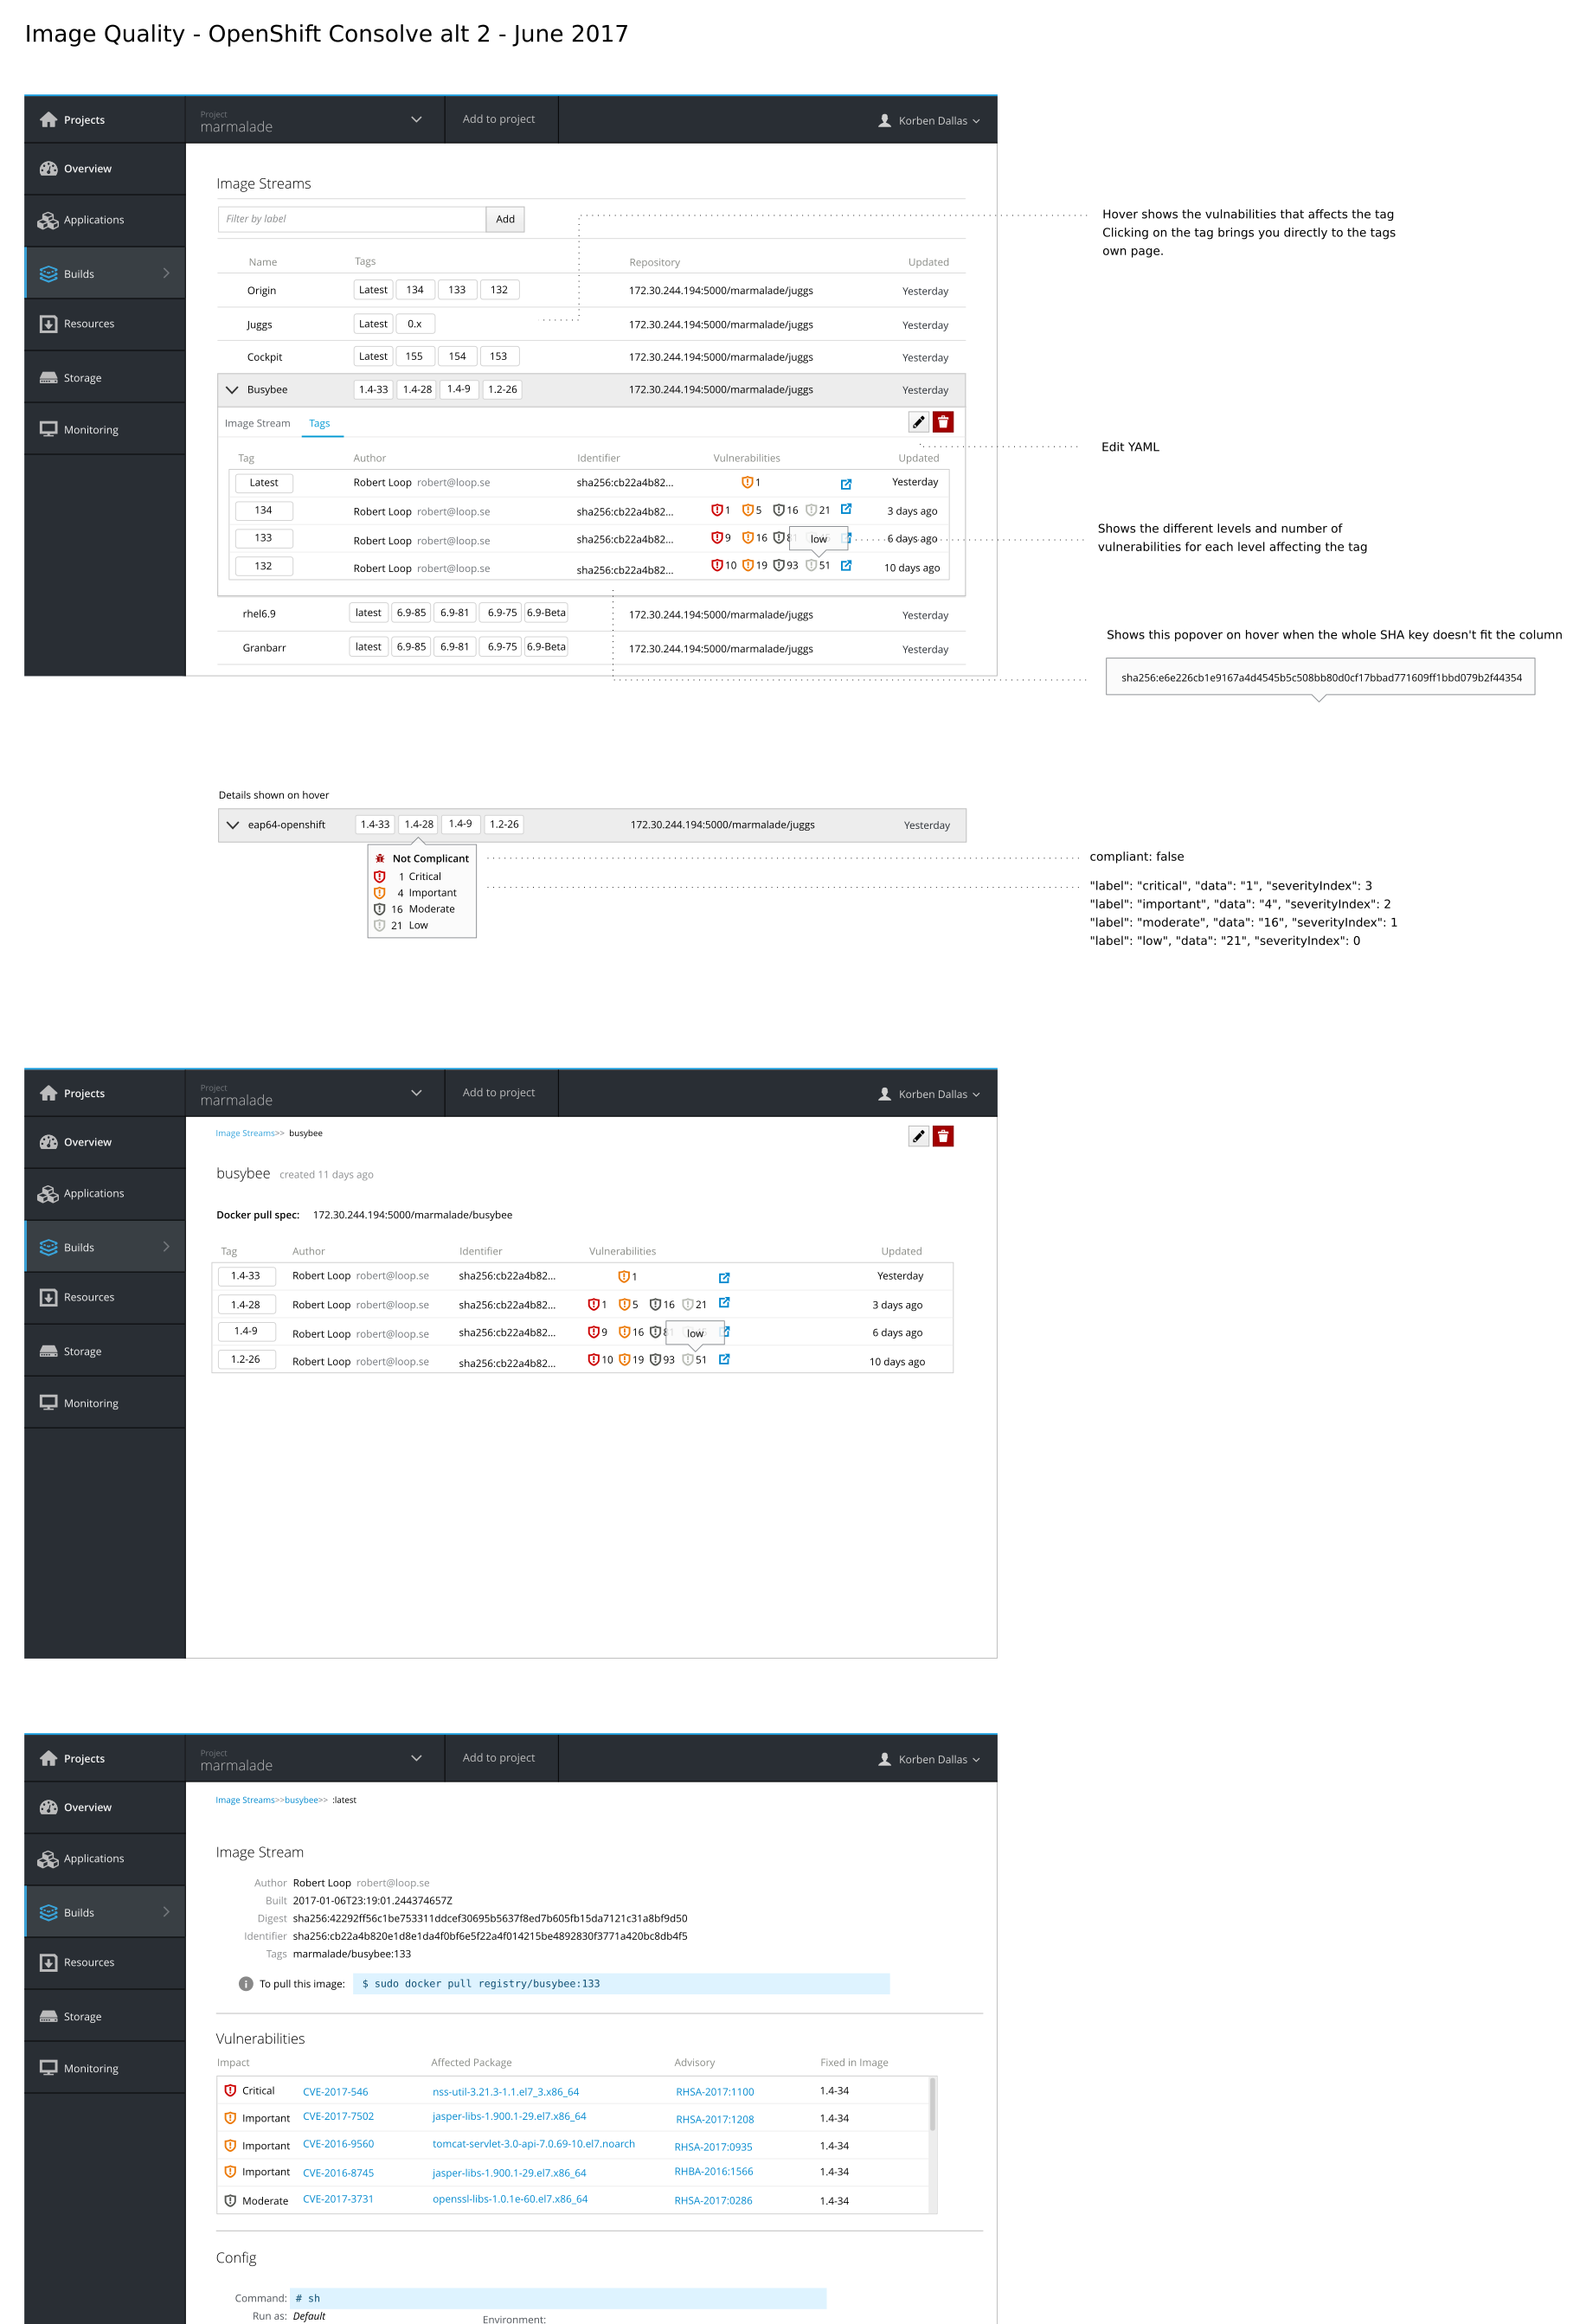 Image Quality - OpenShift Consolve alt 2 - June 2017
Projects
Project
marmalade
Add to project
Korben Dallas
Overview
Applications
Builds
Resources
Storage
Monitoring
Image Streams
Filter by label
Add
Name Tags Repository Updated
Origin Latest 134 133 132 172.30.244.194:5000/marmalade/juggs Yesterday
Juggs Latest 0.x 172.30.244.194:5000/marmalade/juggs Yesterday
Cockpit Latest 155 154 153 172.30.244.194:5000/marmalade/juggs Yesterday
Busybee 1.4-33 1.4-28 1.4-9 1.2-26 172.30.244.194:5000/marmalade/juggs Yesterday
Image Stream Tags
Tag Author Identifier Vulnerabilities Updated
Latest Robert Loop robert@loop.se sha256:cb22a4b82... 1 Yesterday
134 Robert Loop robert@loop.se sha256:cb22a4b82... 1 5 16 21 3 days ago
133 Robert Loop robert@loop.se sha256:cb22a4b82... 9 16 81 low 6 days ago
132 Robert Loop robert@loop.se sha256:cb22a4b82... 10 19 93 51 10 days ago
rhel6.9 latest 6.9-85 6.9-81 6.9-75 6.9-Beta 172.30.244.194:5000/marmalade/juggs Yesterday
Granbarr latest 6.9-85 6.9-81 6.9-75 6.9-Beta 172.30.244.194:5000/marmalade/juggs Yesterday
Hover shows the vulnabilities that affects the tag
Clicking on the tag brings you directly to the tags
own page.
Edit YAML
Shows the different levels and number of
vulnerabilities for each level affecting the tag
Shows this popover on hover when the whole SHA key doesn't fit the column
sha256:e6e226cb1e9167a4d4545b5c508bb80d0cf17bbad771609ff1bbd079b2f44354
Details shown on hover
eap64-openshift 1.4-33 1.4-28 1.4-9 1.2-26 172.30.244.194:5000/marmalade/juggs Yesterday
Not Complicant
1 Critical
4 Important
16 Moderate
21 Low
compliant: false
"label": "critical", "data": "1", "severityIndex": 3
"label": "important", "data": "4", "severityIndex": 2
"label": "moderate", "data": "16", "severityIndex": 1
"label": "low", "data": "21", "severityIndex": 0
Projects
Project
marmalade
Add to project
Korben Dallas
Overview
Applications
Builds
Resources
Storage
Monitoring
Image Streams>> busybee
busybee created 11 days ago
Docker pull spec: 172.30.244.194:5000/marmalade/busybee
Tag Author Identifier Vulnerabilities Updated
1.4-33 Robert Loop robert@loop.se sha256:cb22a4b82... 1 Yesterday
1.4-28 Robert Loop robert@loop.se sha256:cb22a4b82... 1 5 16 21 3 days ago
1.4-9 Robert Loop robert@loop.se sha256:cb22a4b82... 9 16 81 low 6 days ago
1.2-26 Robert Loop robert@loop.se sha256:cb22a4b82... 10 19 93 51 10 days ago
Projects
Project
marmalade
Add to project
Korben Dallas
Overview
Applications
Builds
Resources
Storage
Monitoring
Image Streams>>busybee>> :latest
Image Stream
Author Robert Loop robert@loop.se
Built 2017-01-06T23:19:01.244374657Z
Digest sha256:42292ff56c1be753311ddcef30695b5637f8ed7b605fb15da7121c31a8bf9d50
Identifier sha256:cb22a4b820e1d8e1da4f0bf6e5f22a4f014215be4892830f3771a420bc8db4f5
Tags marmalade/busybee:133
To pull this image: $ sudo docker pull registry/busybee:133
Vulnerabilities
Impact Affected Package Advisory Fixed in Image
Critical CVE-2017-546 nss-util-3.21.3-1.1.el7_3.x86_64 RHSA-2017:1100 1.4-34
Important CVE-2017-7502 jasper-libs-1.900.1-29.el7.x86_64 RHSA-2017:1208 1.4-34
Important CVE-2016-9560 tomcat-servlet-3.0-api-7.0.69-10.el7.noarch RHSA-2017:0935 1.4-34
Important CVE-2016-8745 jasper-libs-1.900.1-29.el7.x86_64 RHBA-2016:1566 1.4-34
Moderate CVE-2017-3731 openssl-libs-1.0.1e-60.el7.x86_64 RHSA-2017:0286 1.4-34
Config
Command: # sh
Run as: Default
Environment: